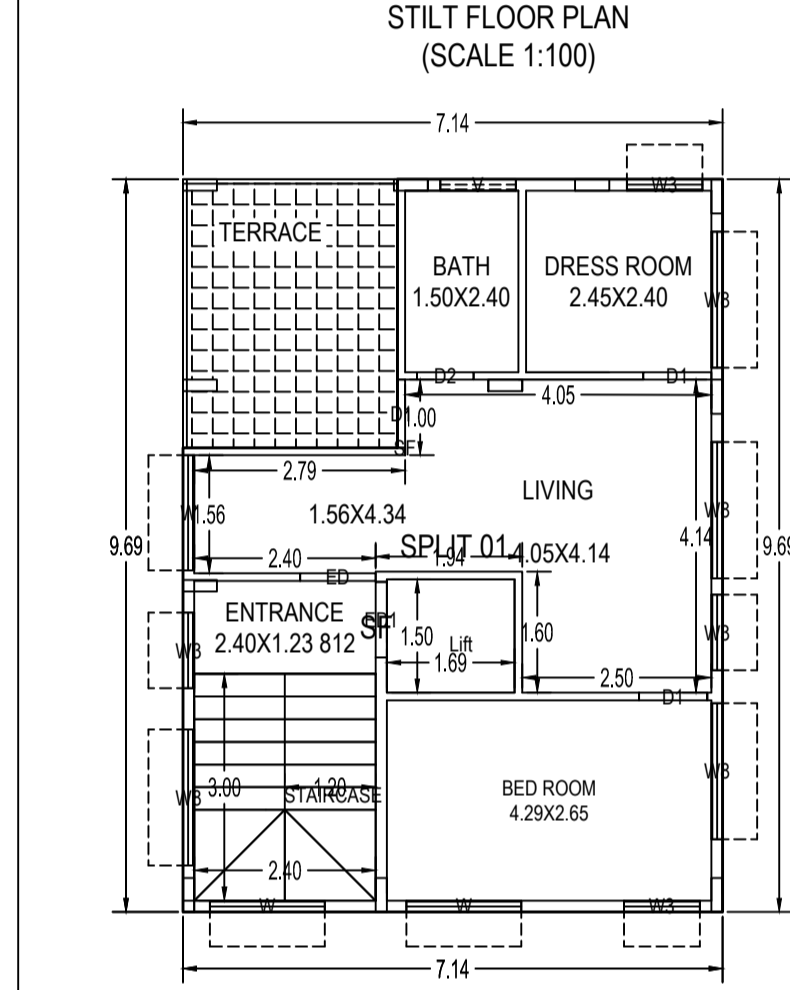 STILT FLOOR PLAN
(SCALE 1:100)
7.14
V
W3
TERRACE
BATH
1.50X2.40
DRESS ROOM
2.45X2.40
W3
D2
D1
4.05
D1
1.00
SF
2.79
LIVING
W
1.56
1.56X4.34
W3
9.69
4.14
9.69
SPLIT 01
4.05X4.14
2.40
1.94
ED
ENTRANCE
2.40X1.23 812
SF
1.50
Lift
1.69
1.60
W3
W3
2.50
D1
3.00
1.20
STAIRCASE
W3
BED ROOM
4.29X2.65
W3
2.40
W
W
W3
7.14